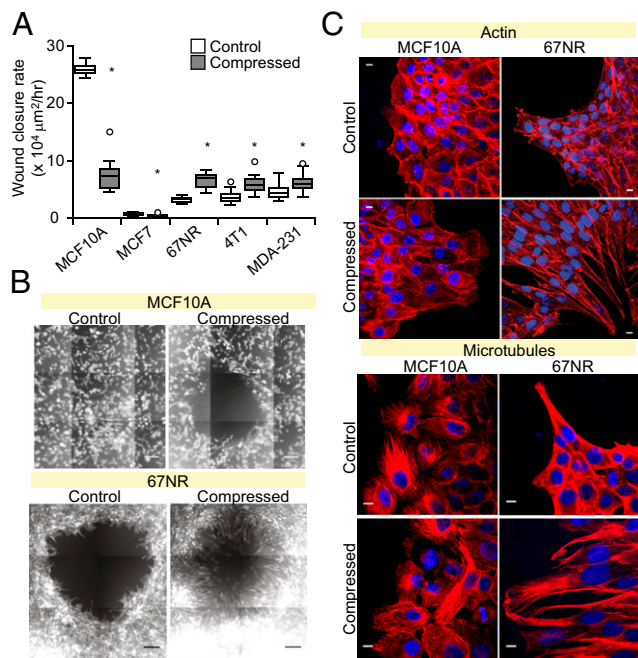 A
Wound closure rate
(x 10⁴ μm²/hr)
30
20
10
0
Control
Compressed
*
*
*
*
*
MCF10A
MCF7
67NR
4T1
MDA-231
B
MCF10A
Control
Compressed
67NR
Control
Compressed
C
Actin
MCF10A
67NR
Control
Compressed
Microtubules
MCF10A
67NR
Control
Compressed